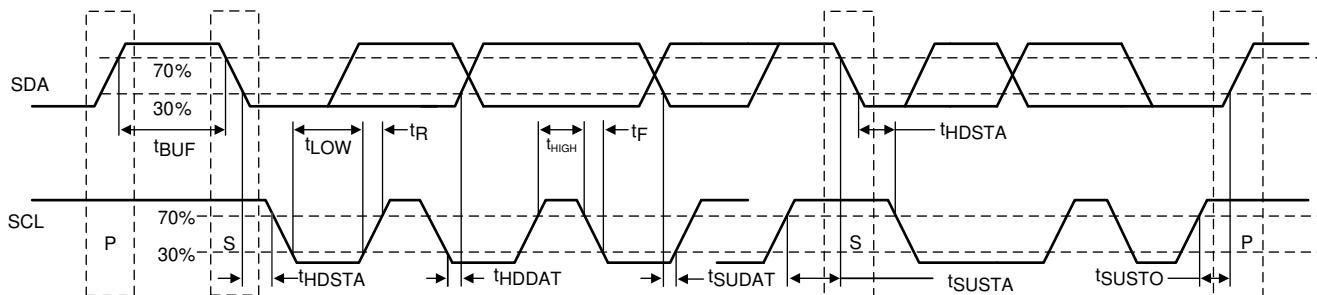 SDA
70%
30%
tBUF
tLOW
tR
tHIGH
tF
tHDSTA
SCL
70%
30%
P
S
S
P
tHDSTA
tHDDAT
tSUDAT
tSUSTA
tSUSTO